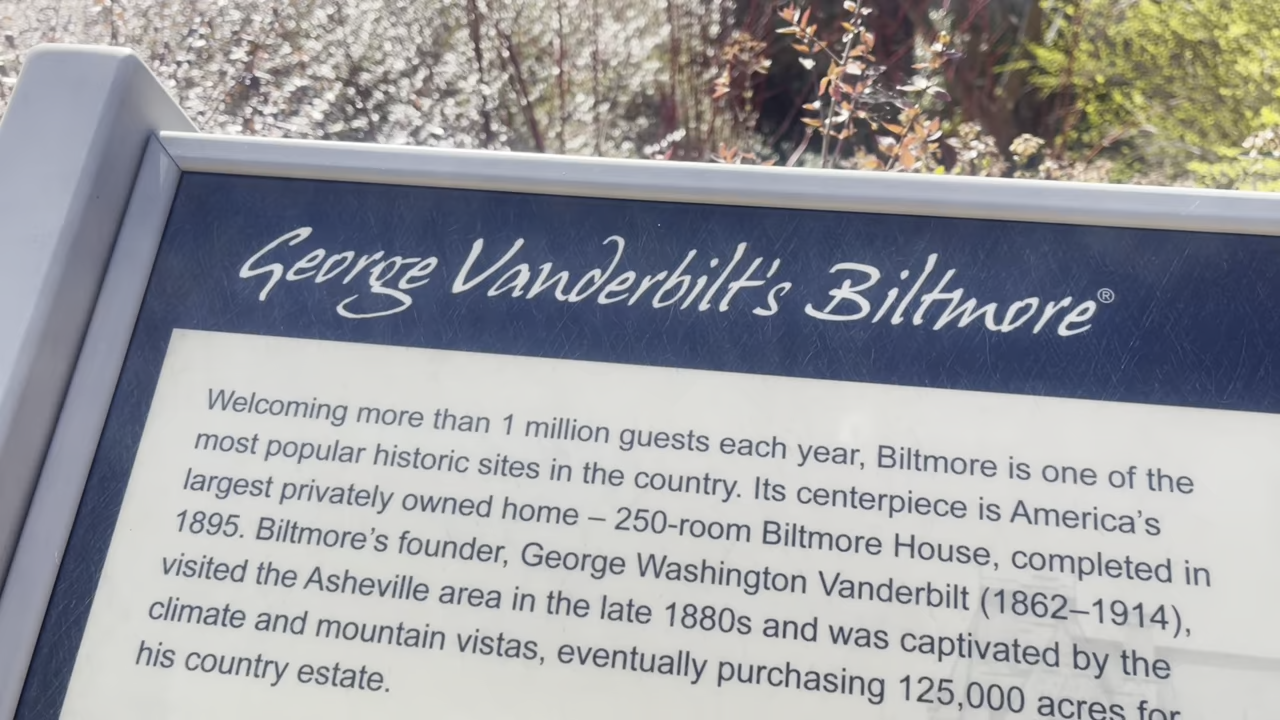 George Vanderbilt's Biltmore®
Welcoming more than 1 million guests each year, Biltmore is one of the
most popular historic sites in the country. Its centerpiece is America's
largest privately owned home – 250-room Biltmore House, completed in
1895. Biltmore's founder, George Washington Vanderbilt (1862–1914),
visited the Asheville area in the late 1880s and was captivated by the
climate and mountain vistas, eventually purchasing 125,000 acres for
his country estate.